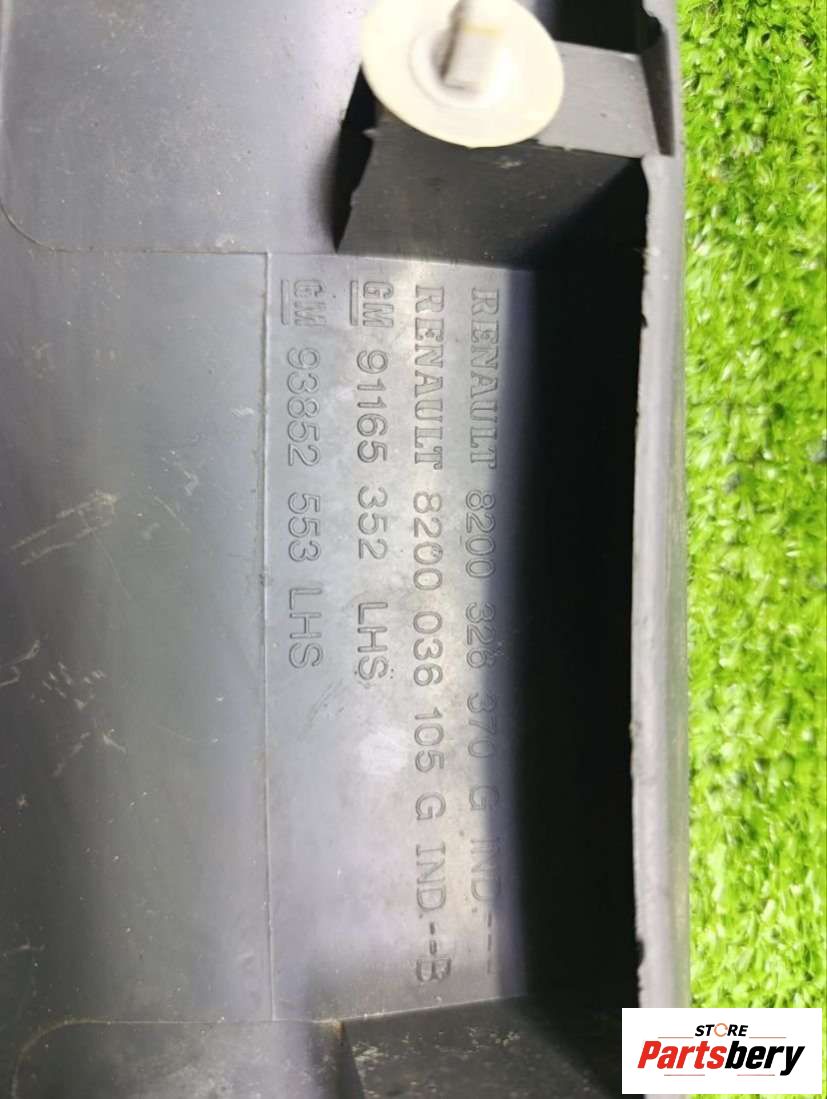 RENAULT 8200 328 370 G IND.--
RENAULT 8200 036 105 G IND.--B
GM 91165 352 LHS
GM 93852 553 LHS
STORE
Partsbery